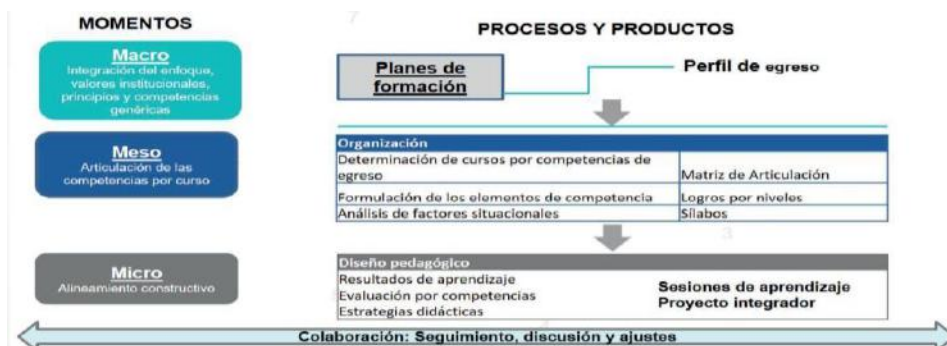 MOMENTOS
PROCESOS Y PRODUCTOS
Macro
Integración del enfoque,
valores institucionales,
principios y competencias
genéricas
Planes de
formación
Perfil de egreso
Meso
Articulación de las
competencias por curso
Organización
Determinación de cursos por competencias de
egreso
Matriz de Articulación
Formulación de los elementos de competencia
Logros por niveles
Análisis de factores situacionales
Sílabos
Micro
Alineamiento constructivo
Diseño pedagógico
Resultados de aprendizaje
Evaluación por competencias
Estrategias didácticas
Sesiones de aprendizaje
Proyecto integrador
Colaboración: Seguimiento, discusión y ajustes